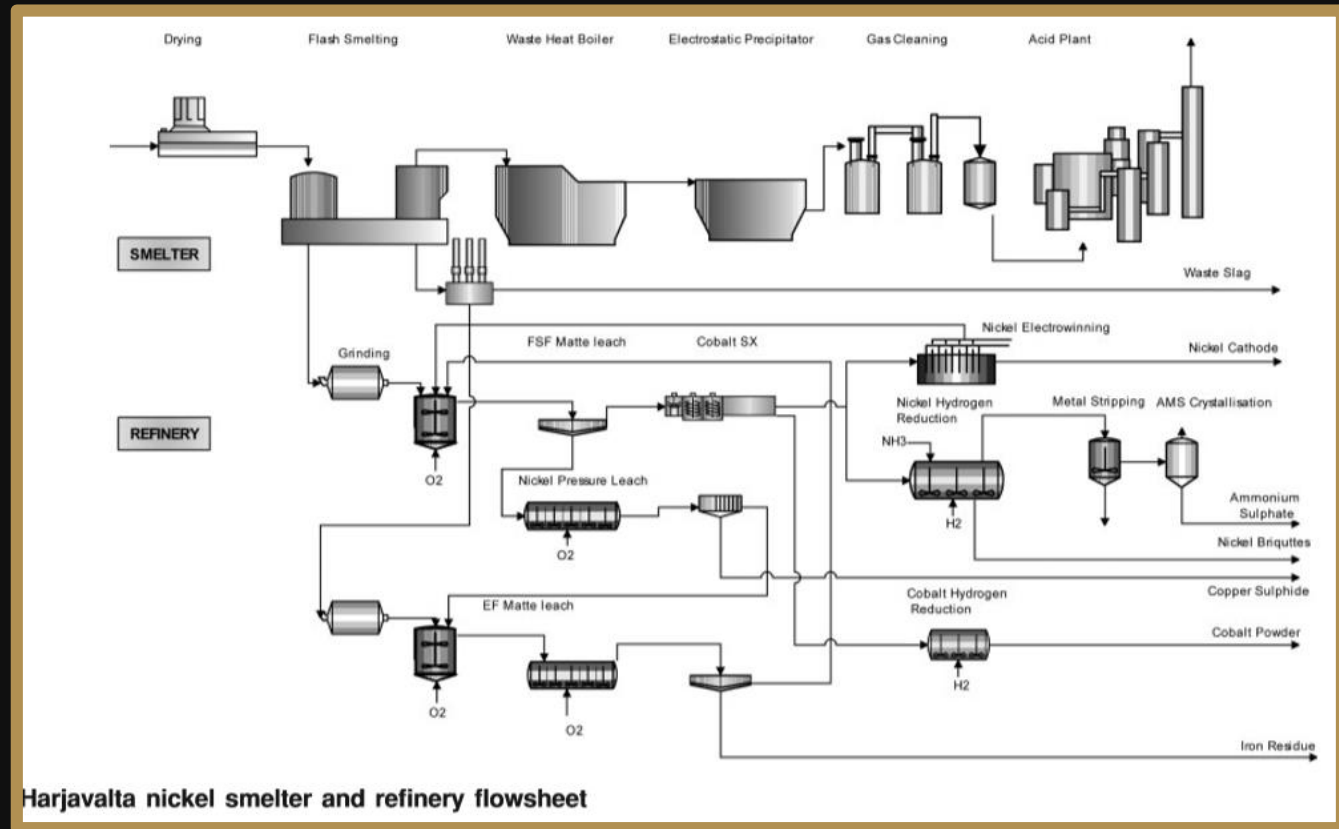 Drying
Flash Smelting
Waste Heat Boiler
Electrostatic Precipitator
Gas Cleaning
Acid Plant
SMELTER
Waste Slag
Nickel Electrowinning
FSF Matte leach
Cobalt SX
Nickel Cathode
Grinding
Nickel Hydrogen
Reduction
Metal Stripping
AMS Crystallisation
REFINERY
NH3
O2
Nickel Pressure Leach
Ammonium
Sulphate
H2
Nickel Briquttes
O2
Copper Sulphide
Cobalt Hydrogen
Reduction
EF Matte leach
Cobalt Powder
H2
O2
O2
Iron Residue
Harjavalta nickel smelter and refinery flowsheet